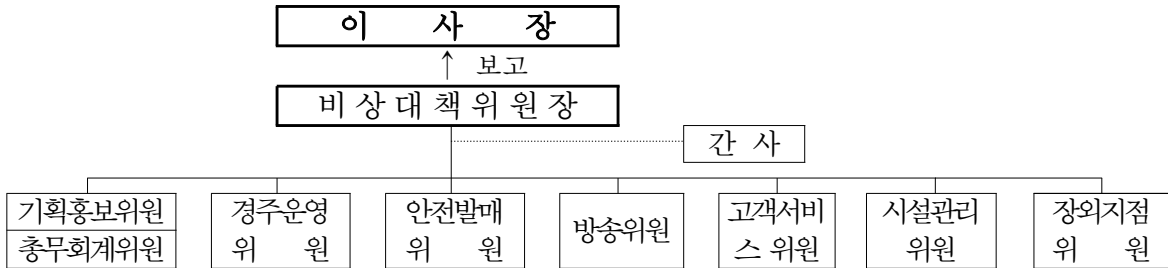 이 사 장
↑ 보고
비상대책위원장
간 사
기획홍보위원
총무회계위원
경주운영
위 원
안전발매
위 원
방송위원
고객서비
스 위원
시설관리
위원
장외지점
위 원